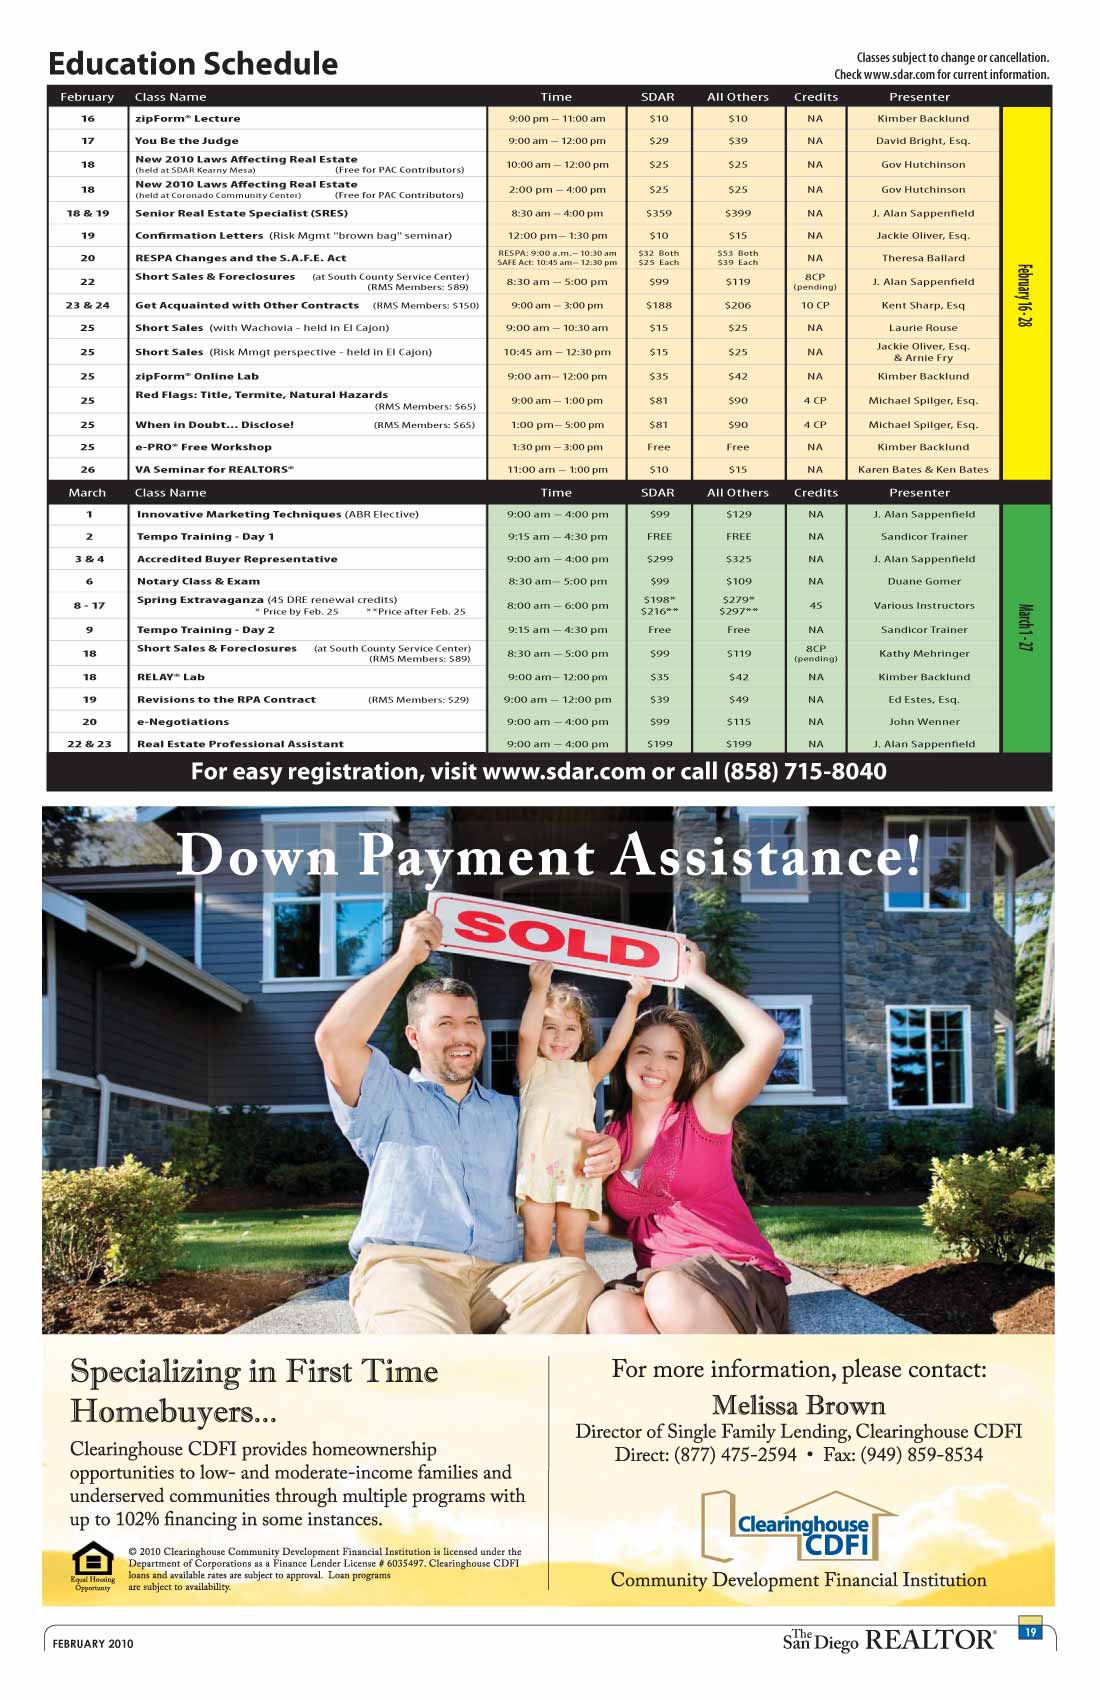 Education Schedule
Classes subject to change or cancellation.
Check www.sdar.com for current information.
February Class Name Time SDAR All Others Credits Presenter
16 zipForm® Lecture 9:00 pm – 11:00 am $10 $10 NA Kimber Backlund
17 You Be the Judge 9:00 am – 12:00 pm $29 $39 NA David Bright, Esq.
18 New 2010 Laws Affecting Real Estate 10:00 am – 12:00 pm $25 $25 NA Gov Hutchinson
(held at SDAR Kearny Mesa) (Free for PAC Contributors)
18 New 2010 Laws Affecting Real Estate 2:00 pm – 4:00 pm $25 $25 NA Gov Hutchinson
(held at Coronado Community Center) (Free for PAC Contributors)
18 & 19 Senior Real Estate Specialist (SRES) 8:30 am – 4:00 pm $359 $399 NA J. Alan Sappenfield
19 Confirmation Letters (Risk Mgmt "brown bag" seminar) 12:00 pm– 1:30 pm $10 $15 NA Jackie Oliver, Esq.
20 RESPA Changes and the S.A.F.E. Act RESPA: 9:00 a.m.– 10:30 am $32 Both $53 Both NA Theresa Ballard
SAFE Act: 10:45 am– 12:30 pm $25 Each $39 Each
22 Short Sales & Foreclosures (at South County Service Center) 8:30 am – 5:00 pm $99 $119 8CP J. Alan Sappenfield
(RMS Members: $89) (pending)
23 & 24 Get Acquainted with Other Contracts (RMS Members: $150) 9:00 am – 3:00 pm $188 $206 10 CP Kent Sharp, Esq
25 Short Sales (with Wachovia - held in El Cajon) 9:00 am – 10:30 am $15 $25 NA Laurie Rouse
25 Short Sales (Risk Mmgt perspective - held in El Cajon) 10:45 am – 12:30 pm $15 $25 NA Jackie Oliver, Esq.
& Arnie Fry
25 zipForm® Online Lab 9:00 am– 12:00 pm $35 $42 NA Kimber Backlund
25 Red Flags: Title, Termite, Natural Hazards 9:00 am – 1:00 pm $81 $90 4 CP Michael Spilger, Esq.
(RMS Members: $65)
25 When in Doubt... Disclose! (RMS Members: $65) 1:00 pm– 5:00 pm $81 $90 4 CP Michael Spilger, Esq.
25 e-PRO® Free Workshop 1:30 pm – 3:00 pm Free Free NA Kimber Backlund
26 VA Seminar for REALTORS® 11:00 am – 1:00 pm $10 $15 NA Karen Bates & Ken Bates
February 16 - 28
March Class Name Time SDAR All Others Credits Presenter
1 Innovative Marketing Techniques (ABR Elective) 9:00 am – 4:00 pm $99 $129 NA J. Alan Sappenfield
2 Tempo Training - Day 1 9:15 am – 4:30 pm FREE FREE NA Sandicor Trainer
3 & 4 Accredited Buyer Representative 9:00 am – 4:00 pm $299 $325 NA J. Alan Sappenfield
6 Notary Class & Exam 8:30 am– 5:00 pm $99 $109 NA Duane Gomer
8 - 17 Spring Extravaganza (45 DRE renewal credits) 8:00 am – 6:00 pm $198* $279* 45 Various Instructors
* Price by Feb. 25 **Price after Feb. 25 $216** $297**
9 Tempo Training - Day 2 9:15 am – 4:30 pm Free Free NA Sandicor Trainer
18 Short Sales & Foreclosures (at South County Service Center) 8:30 am – 5:00 pm $99 $119 8CP Kathy Mehringer
(RMS Members: $89) (pending)
18 RELAY® Lab 9:00 am– 12:00 pm $35 $42 NA Kimber Backlund
19 Revisions to the RPA Contract (RMS Members: $29) 9:00 am – 12:00 pm $39 $49 NA Ed Estes, Esq.
20 e-Negotiations 9:00 am – 4:00 pm $99 $115 NA John Wenner
22 & 23 Real Estate Professional Assistant 9:00 am – 4:00 pm $199 $199 NA J. Alan Sappenfield
March 1 - 27
For easy registration, visit www.sdar.com or call (858) 715-8040
Down Payment Assistance!
SOLD
Specializing in First Time
Homebuyers...
Clearinghouse CDFI provides homeownership
opportunities to low- and moderate-income families and
underserved communities through multiple programs with
up to 102% financing in some instances.
Equal Housing
Opportunity
© 2010 Clearinghouse Community Development Financial Institution is licensed under the
Department of Corporations as a Finance Lender License # 6035497. Clearinghouse CDFI
loans and available rates are subject to approval. Loan programs
are subject to availability.
For more information, please contact:
Melissa Brown
Director of Single Family Lending, Clearinghouse CDFI
Direct: (877) 475-2594 • Fax: (949) 859-8534
Clearinghouse
CDFI
Community Development Financial Institution
FEBRUARY 2010
The San Diego REALTOR® 19